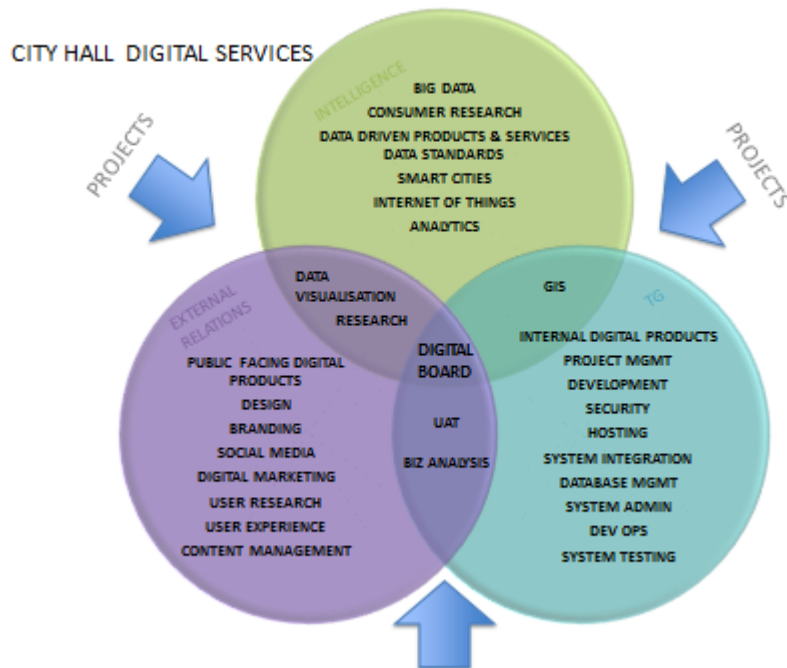 CITY HALL DIGITAL SERVICES
PROJECTS
PROJECTS
INTELLIGENCE
BIG DATA
CONSUMER RESEARCH
DATA DRIVEN PRODUCTS & SERVICES
DATA STANDARDS
SMART CITIES
INTERNET OF THINGS
ANALYTICS
DATA
VISUALISATION
RESEARCH
GIS
DIGITAL
BOARD
UAT
BIZ ANALYSIS
EXTERNAL
RELATIONS
PUBLIC FACING DIGITAL
PRODUCTS
DESIGN
BRANDING
SOCIAL MEDIA
DIGITAL MARKETING
USER RESEARCH
USER EXPERIENCE
CONTENT MANAGEMENT
TG
INTERNAL DIGITAL PRODUCTS
PROJECT MGMT
DEVELOPMENT
SECURITY
HOSTING
SYSTEM INTEGRATION
DATABASE MGMT
SYSTEM ADMIN
DEV OPS
SYSTEM TESTING